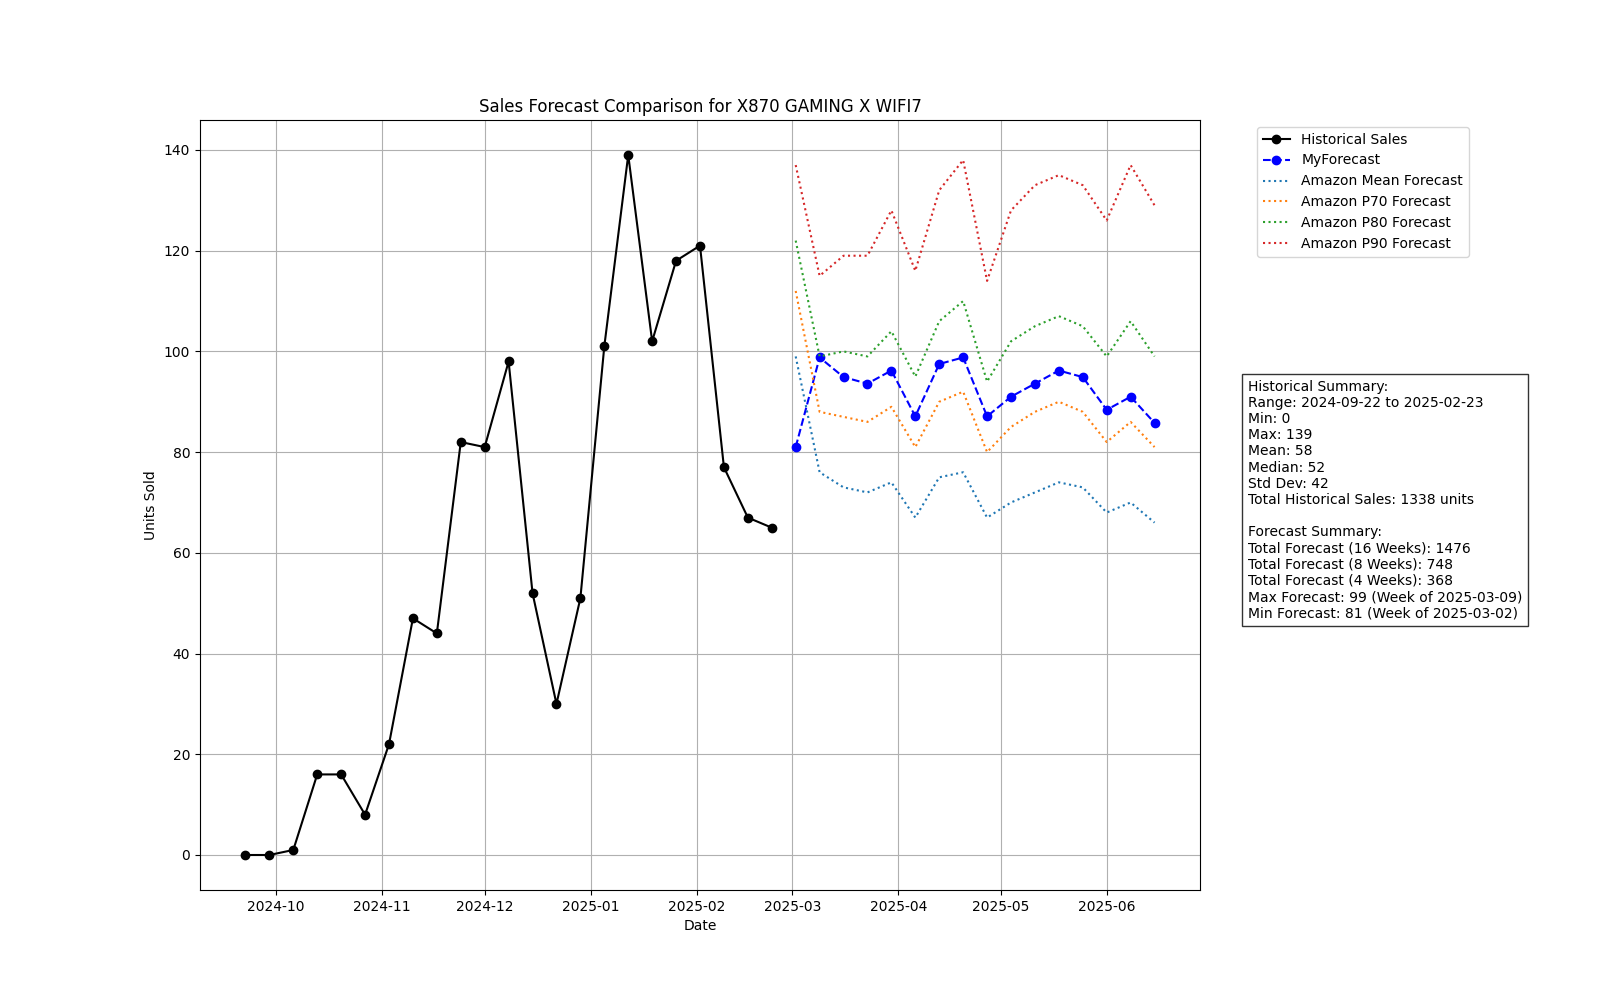 Sales Forecast Comparison for X870 GAMING X WIFI7
Historical Sales
MyForecast
Amazon Mean Forecast
Amazon P70 Forecast
Amazon P80 Forecast
Amazon P90 Forecast
140
120
100
80
60
40
20
0
Units Sold
2024-10
2024-11
2024-12
2025-01
2025-02
2025-03
2025-04
2025-05
2025-06
Date
Historical Summary:
Range: 2024-09-22 to 2025-02-23
Min: 0
Max: 139
Mean: 58
Median: 52
Std Dev: 42
Total Historical Sales: 1338 units
Forecast Summary:
Total Forecast (16 Weeks): 1476
Total Forecast (8 Weeks): 748
Total Forecast (4 Weeks): 368
Max Forecast: 99 (Week of 2025-03-09)
Min Forecast: 81 (Week of 2025-03-02)